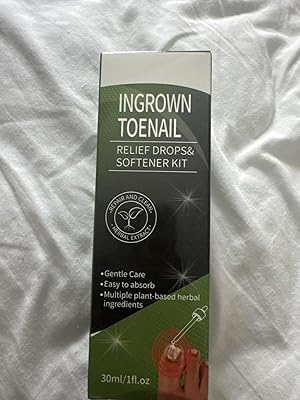 INGROWN
TOENAIL
RELIEF DROPS&
SOFTENER KIT
•REPAIR AND CLEAN•
HERBAL EXTRACT
•Gentle Care
•Easy to absorb
•Multiple plant-based herbal
ingredients
30ml/1fl.oz